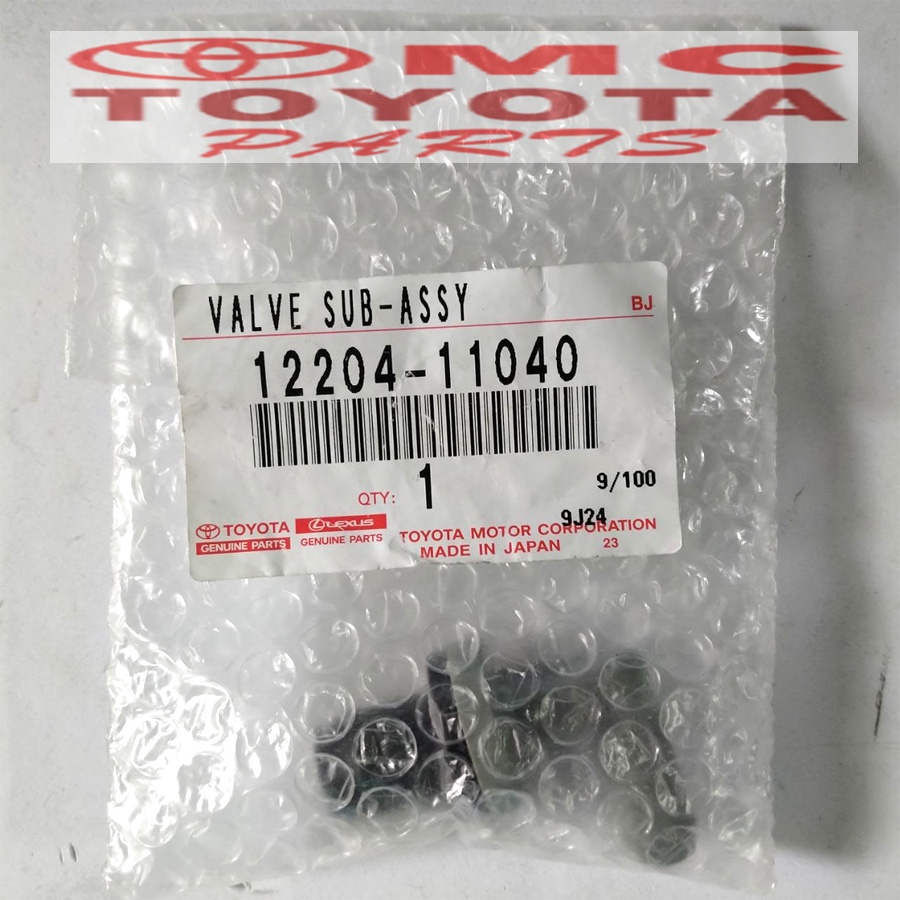 OMC
TOYOTA
PARTS
VALVE SUB-ASSY
BJ
12204-11040
QTY: 1
9/100
9J24
TOYOTA
GENUINE PARTS
LEXUS
GENUINE PARTS
TOYOTA MOTOR CORPORATION
MADE IN JAPAN 23